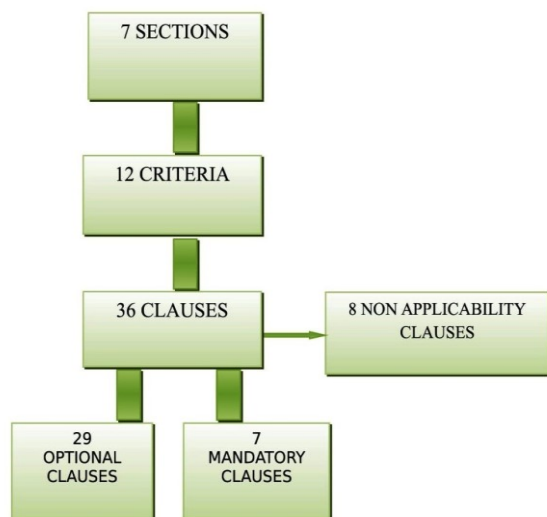 7 SECTIONS
12 CRITERIA
36 CLAUSES
8 NON APPLICABILITY
CLAUSES
29
OPTIONAL
CLAUSES
7
MANDATORY
CLAUSES